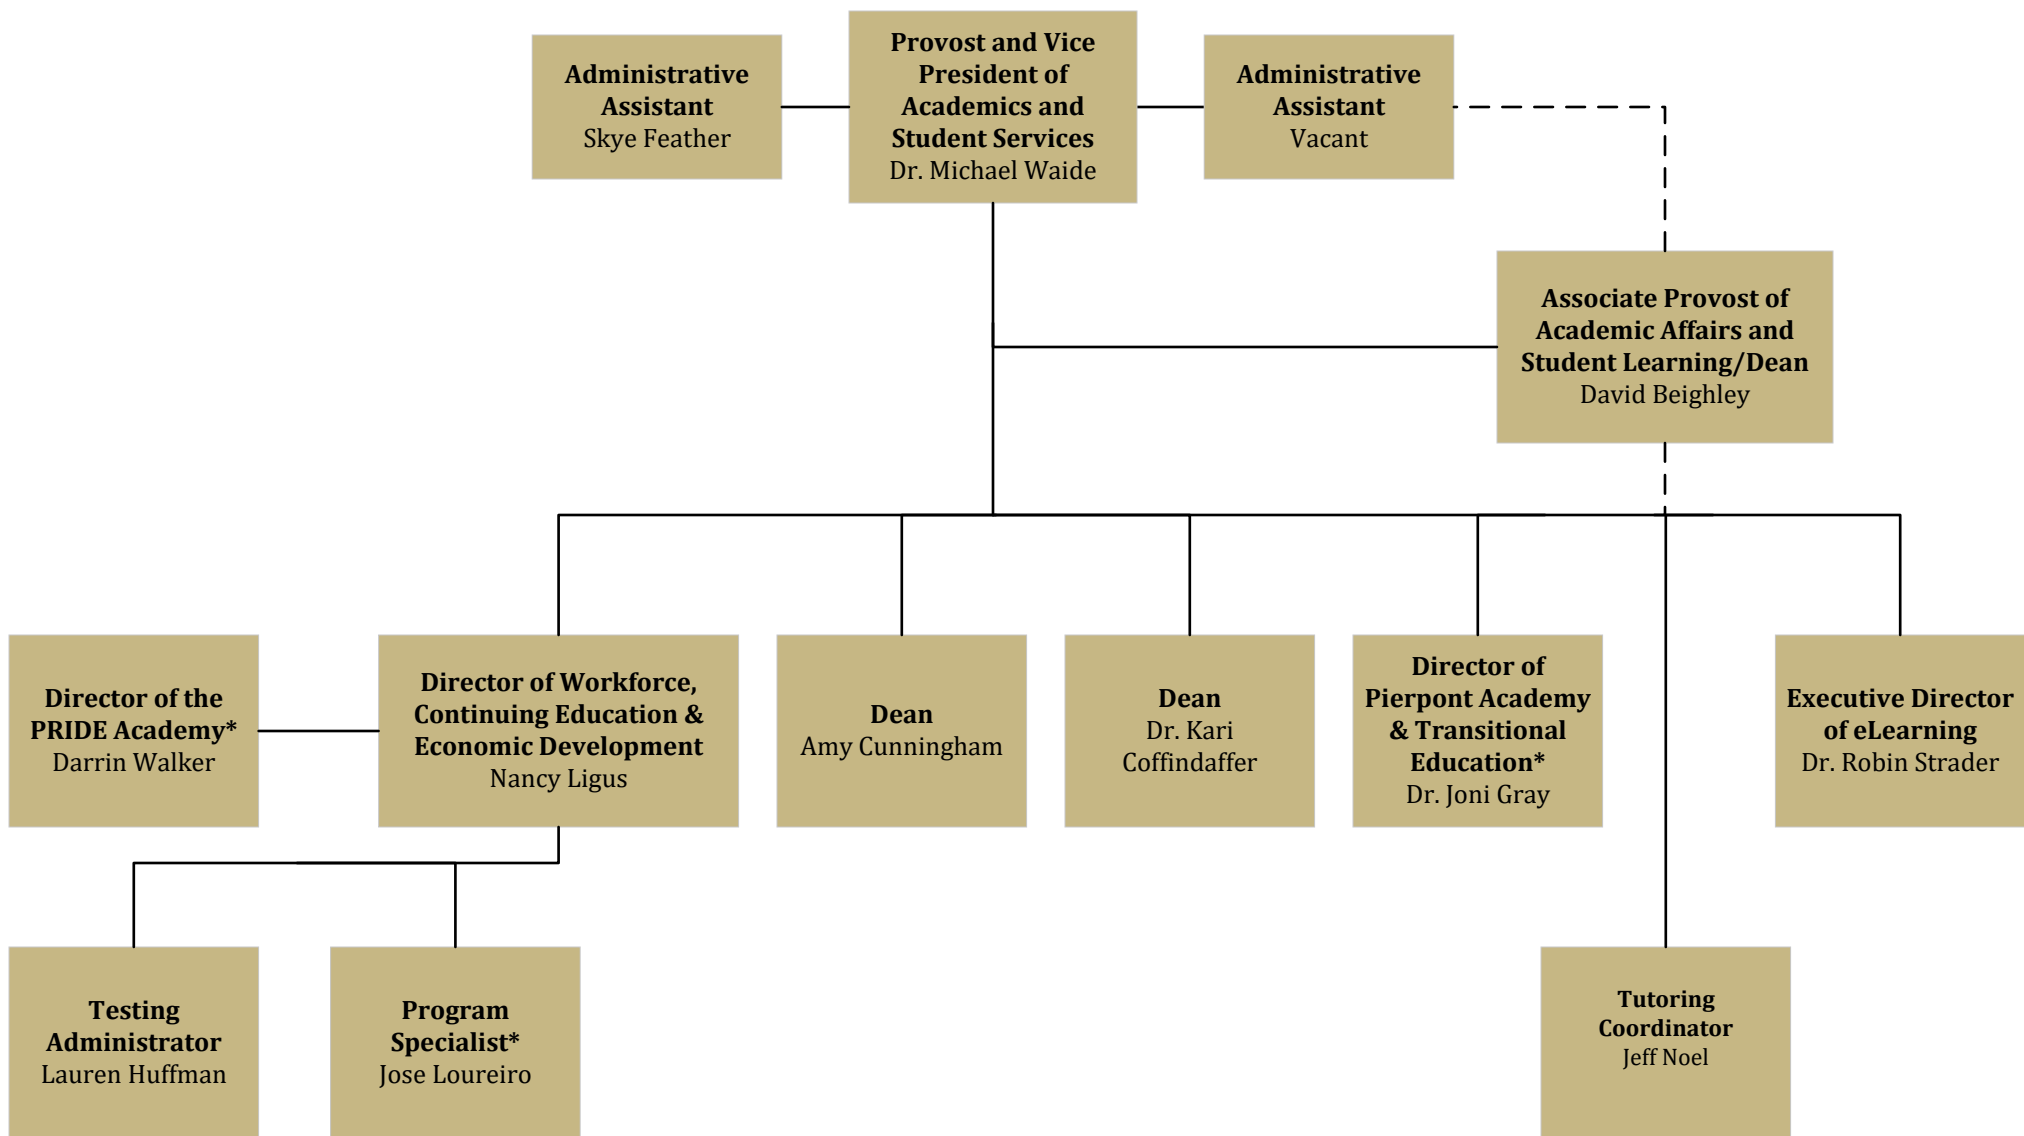 Administrative
Assistant
Skye Feather
Provost and Vice
President of
Academics and
Student Services
Dr. Michael Waide
Administrative
Assistant
Vacant
Associate Provost of
Academic Affairs and
Student Learning/Dean
David Beighley
Director of the
PRIDE Academy*
Darrin Walker
Director of Workforce,
Continuing Education &
Economic Development
Nancy Ligus
Dean
Amy Cunningham
Dean
Dr. Kari
Coffindaffer
Director of
Pierpont Academy
& Transitional
Education*
Dr. Joni Gray
Executive Director
of eLearning
Dr. Robin Strader
Testing
Administrator
Lauren Huffman
Program
Specialist*
Jose Loureiro
Tutoring
Coordinator
Jeff Noel